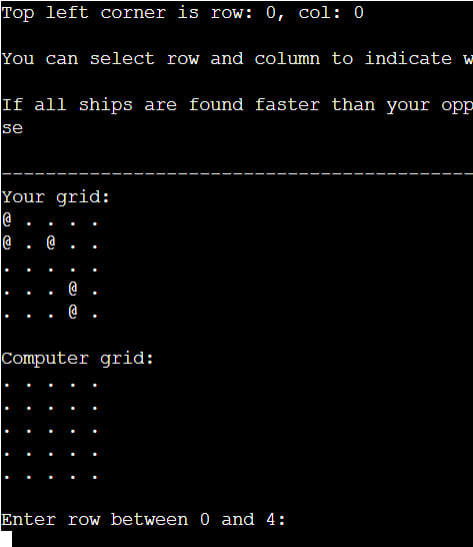 Top left corner is row: 0, col: 0
You can select row and column to indicate w
If all ships are found faster than your opp
se
-------------------------------------------
Your grid:
@ . . . .
@ . @ . .
. . . . .
. . . @ .
. . . @ .
Computer grid:
. . . . .
. . . . .
. . . . .
. . . . .
. . . . .
Enter row between 0 and 4: